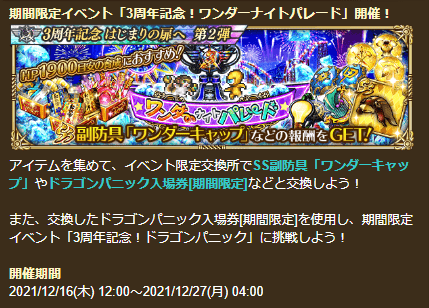 期間限定イベント「3周年記念！ワンダーナイトパレード」開催！
3周年記念 はじまりの扉へ 第2弾
HP1900日女の育成におすすめ！
ワンダーナイトパレード
SS副防具「ワンダーキャップ」などの報酬をGET！
アイテムを集めて、イベント限定交換所でSS副防具「ワンダーキャッ
プ」やドラゴンパニック入場券[期間限定]などと交換しよう！
また、交換したドラゴンパニック入場券[期間限定]を使用し、期間限定
イベント「3周年記念！ドラゴンパニック」に挑戦しよう！
開催期間
2021/12/16(木) 12:00～2021/12/27(月) 04:00